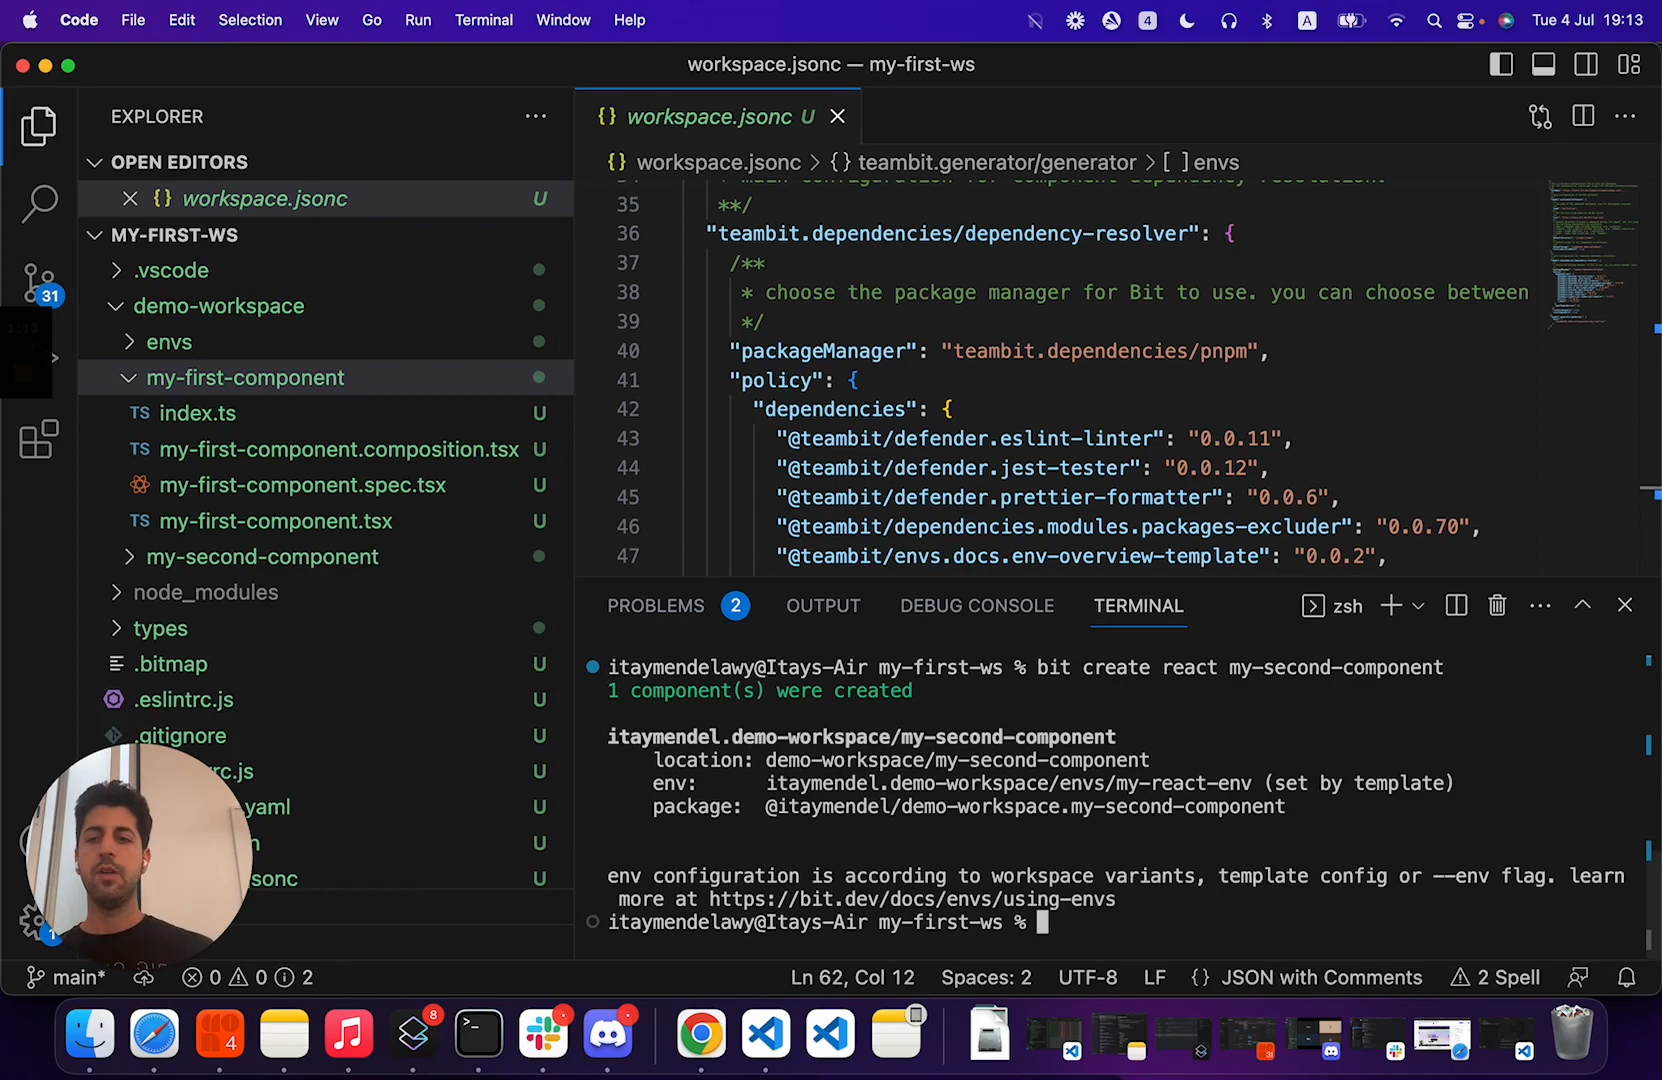 Code File Edit Selection View Go Run Terminal Window Help 4 A Tue 4 Jul 19:13
workspace.jsonc — my-first-ws
EXPLORER
OPEN EDITORS
{} workspace.jsonc U
MY-FIRST-WS
.vscode
demo-workspace
envs
my-first-component
TS index.ts U
TS my-first-component.composition.tsx U
my-first-component.spec.tsx U
TS my-first-component.tsx U
my-second-component
node_modules
types
.bitmap U
.eslintrc.js U
.gitignore U
rc.js U
.yaml U
U
sonc U
31
1
{} workspace.jsonc U
{} workspace.jsonc > {} teambit.generator/generator > [ ] envs
* main configuration for component dependency resolution.
35 **/
36 "teambit.dependencies/dependency-resolver": {
37 /**
38 * choose the package manager for Bit to use. you can choose between
39 */
40 "packageManager": "teambit.dependencies/pnpm",
41 "policy": {
42 "dependencies": {
43 "@teambit/defender.eslint-linter": "0.0.11",
44 "@teambit/defender.jest-tester": "0.0.12",
45 "@teambit/defender.prettier-formatter": "0.0.6",
46 "@teambit/dependencies.modules.packages-excluder": "0.0.70",
47 "@teambit/envs.docs.env-overview-template": "0.0.2",
PROBLEMS 2 OUTPUT DEBUG CONSOLE TERMINAL zsh
itaymendelawy@Itays-Air my-first-ws % bit create react my-second-component
1 component(s) were created
itaymendel.demo-workspace/my-second-component
location: demo-workspace/my-second-component
env: itaymendel.demo-workspace/envs/my-react-env (set by template)
package: @itaymendel/demo-workspace.my-second-component
env configuration is according to workspace variants, template config or --env flag. learn
more at https://bit.dev/docs/envs/using-envs
itaymendelawy@Itays-Air my-first-ws %
main* 0 0 2 Ln 62, Col 12 Spaces: 2 UTF-8 LF {} JSON with Comments 2 Spell
4 8